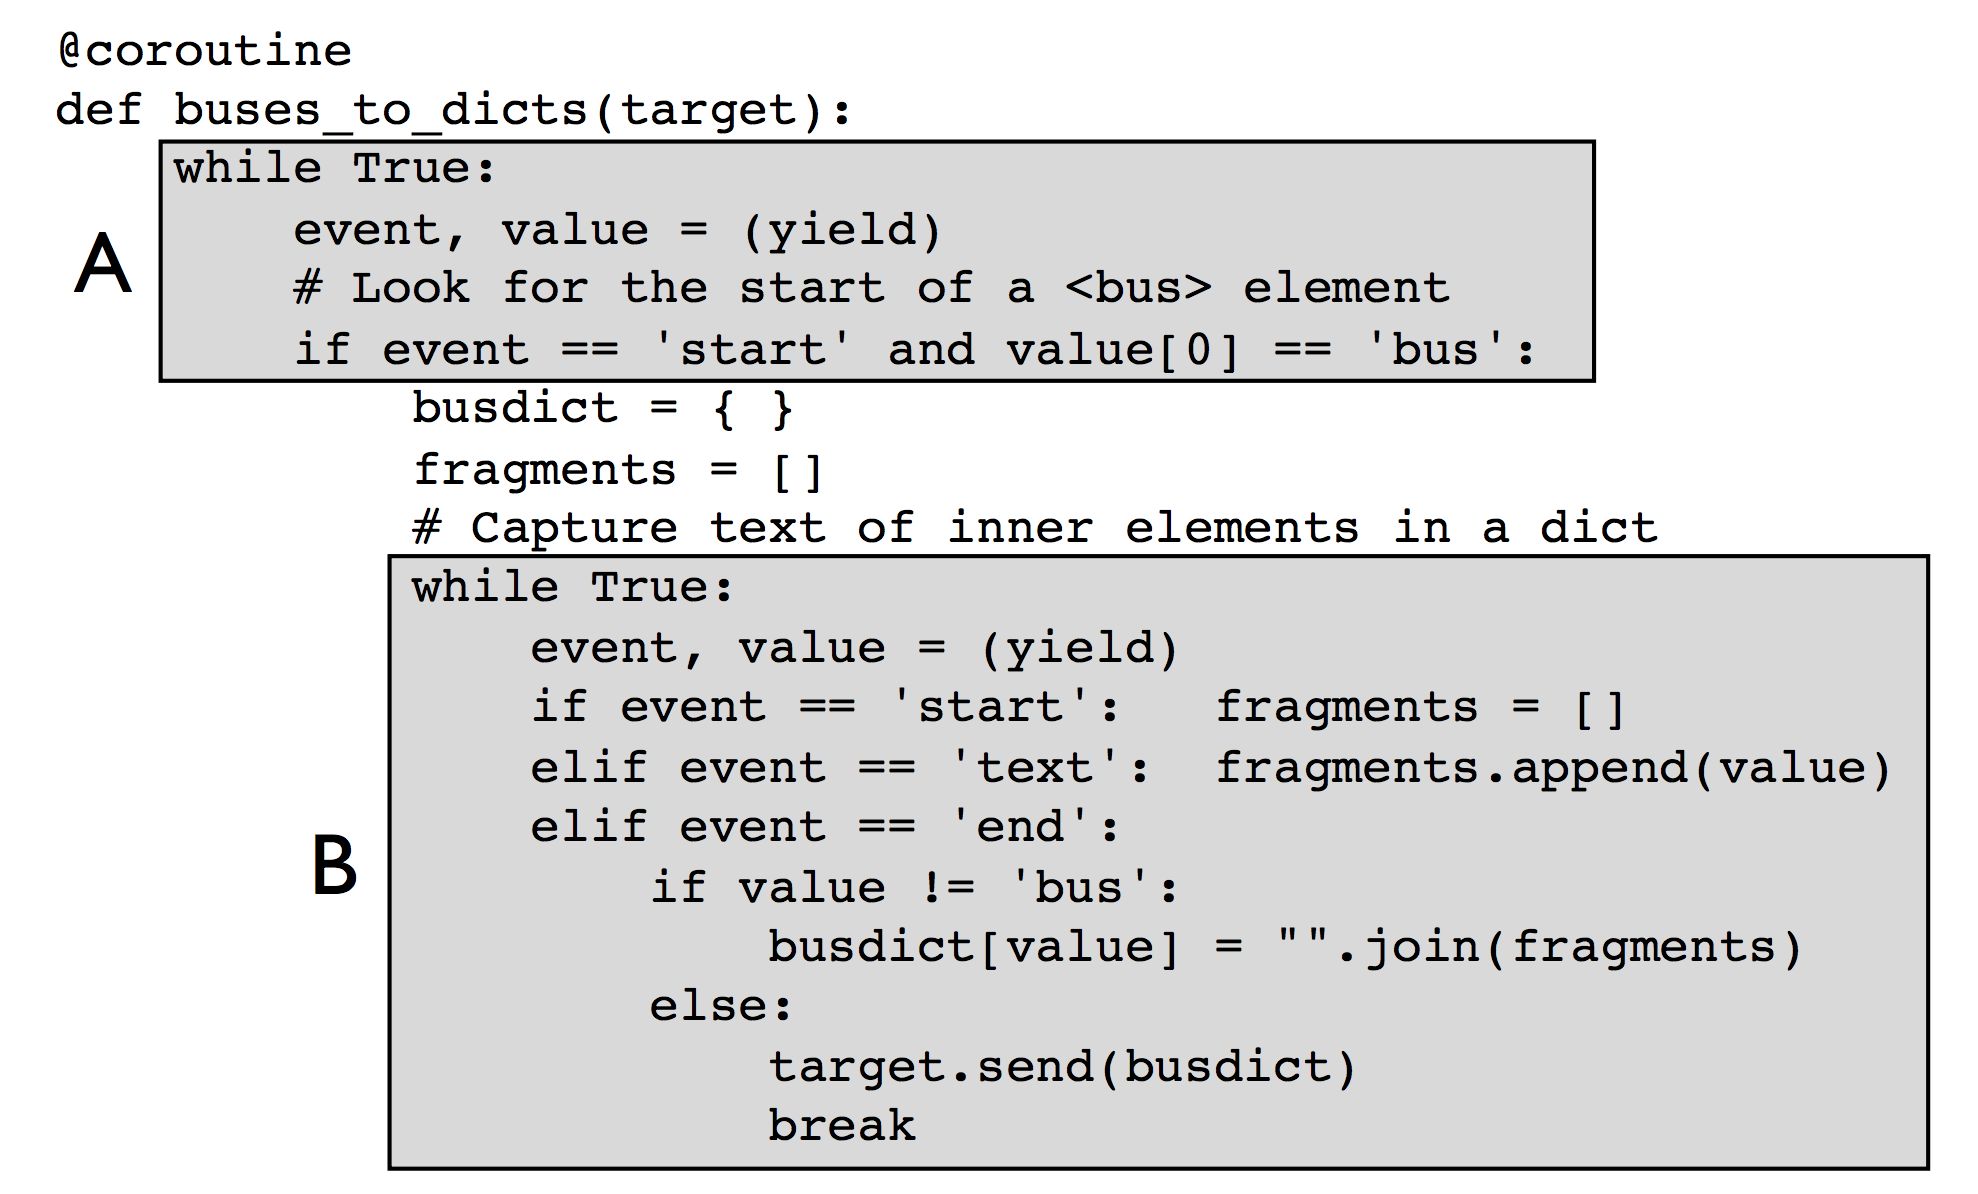 @coroutine
def buses_to_dicts(target):
    while True:
        event, value = (yield)
        # Look for the start of a <bus> element
        if event == 'start' and value[0] == 'bus':
A
            busdict = { }
            fragments = []
            # Capture text of inner elements in a dict
            while True:
                event, value = (yield)
                if event == 'start':   fragments = []
                elif event == 'text':  fragments.append(value)
                elif event == 'end':
                    if value != 'bus':
                        busdict[value] = "".join(fragments)
                    else:
                        target.send(busdict)
                        break
B